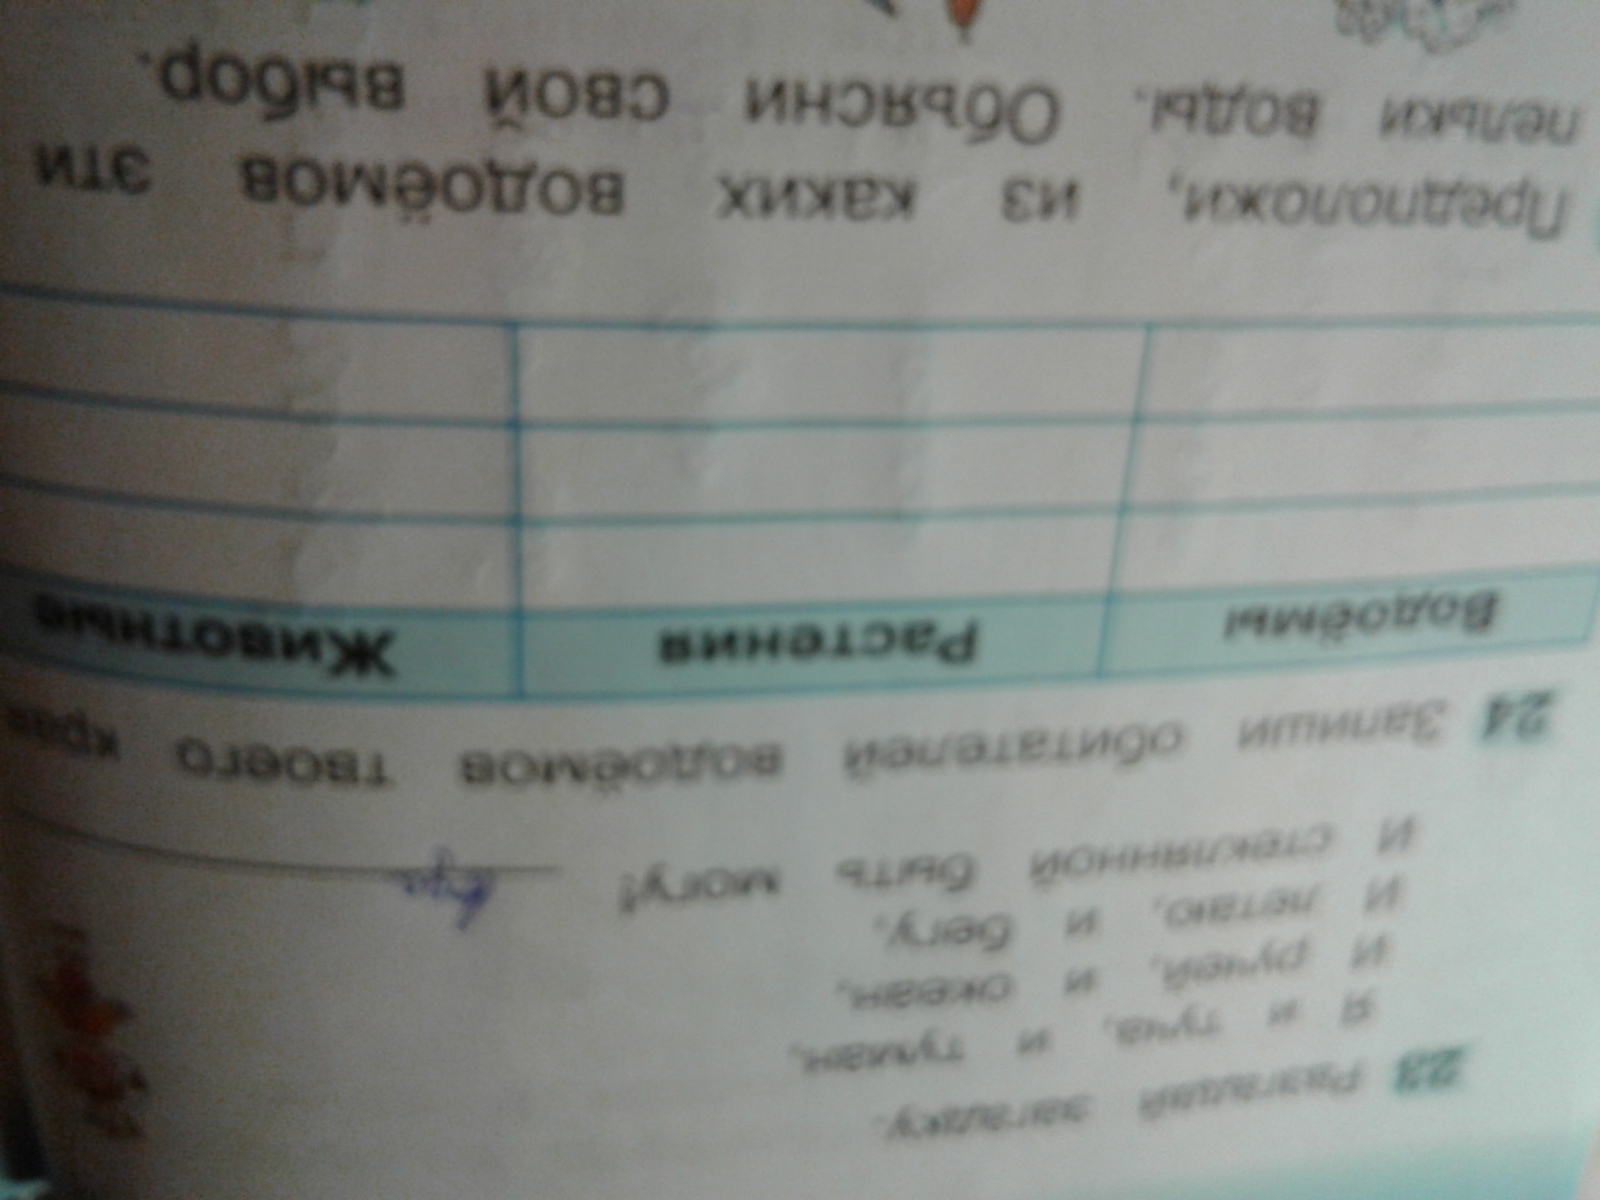 23 Разгадай загадку.
Я и туча, и туман,
И ручей, и океан,
И летаю, и бегу,
И стеклянной быть могу!
24 Запиши обитателей водоёмов твоего края
Водоёмы Растения Животные
Предположи, из каких водоёмов эти
пельки воды. Объясни свой выбор.